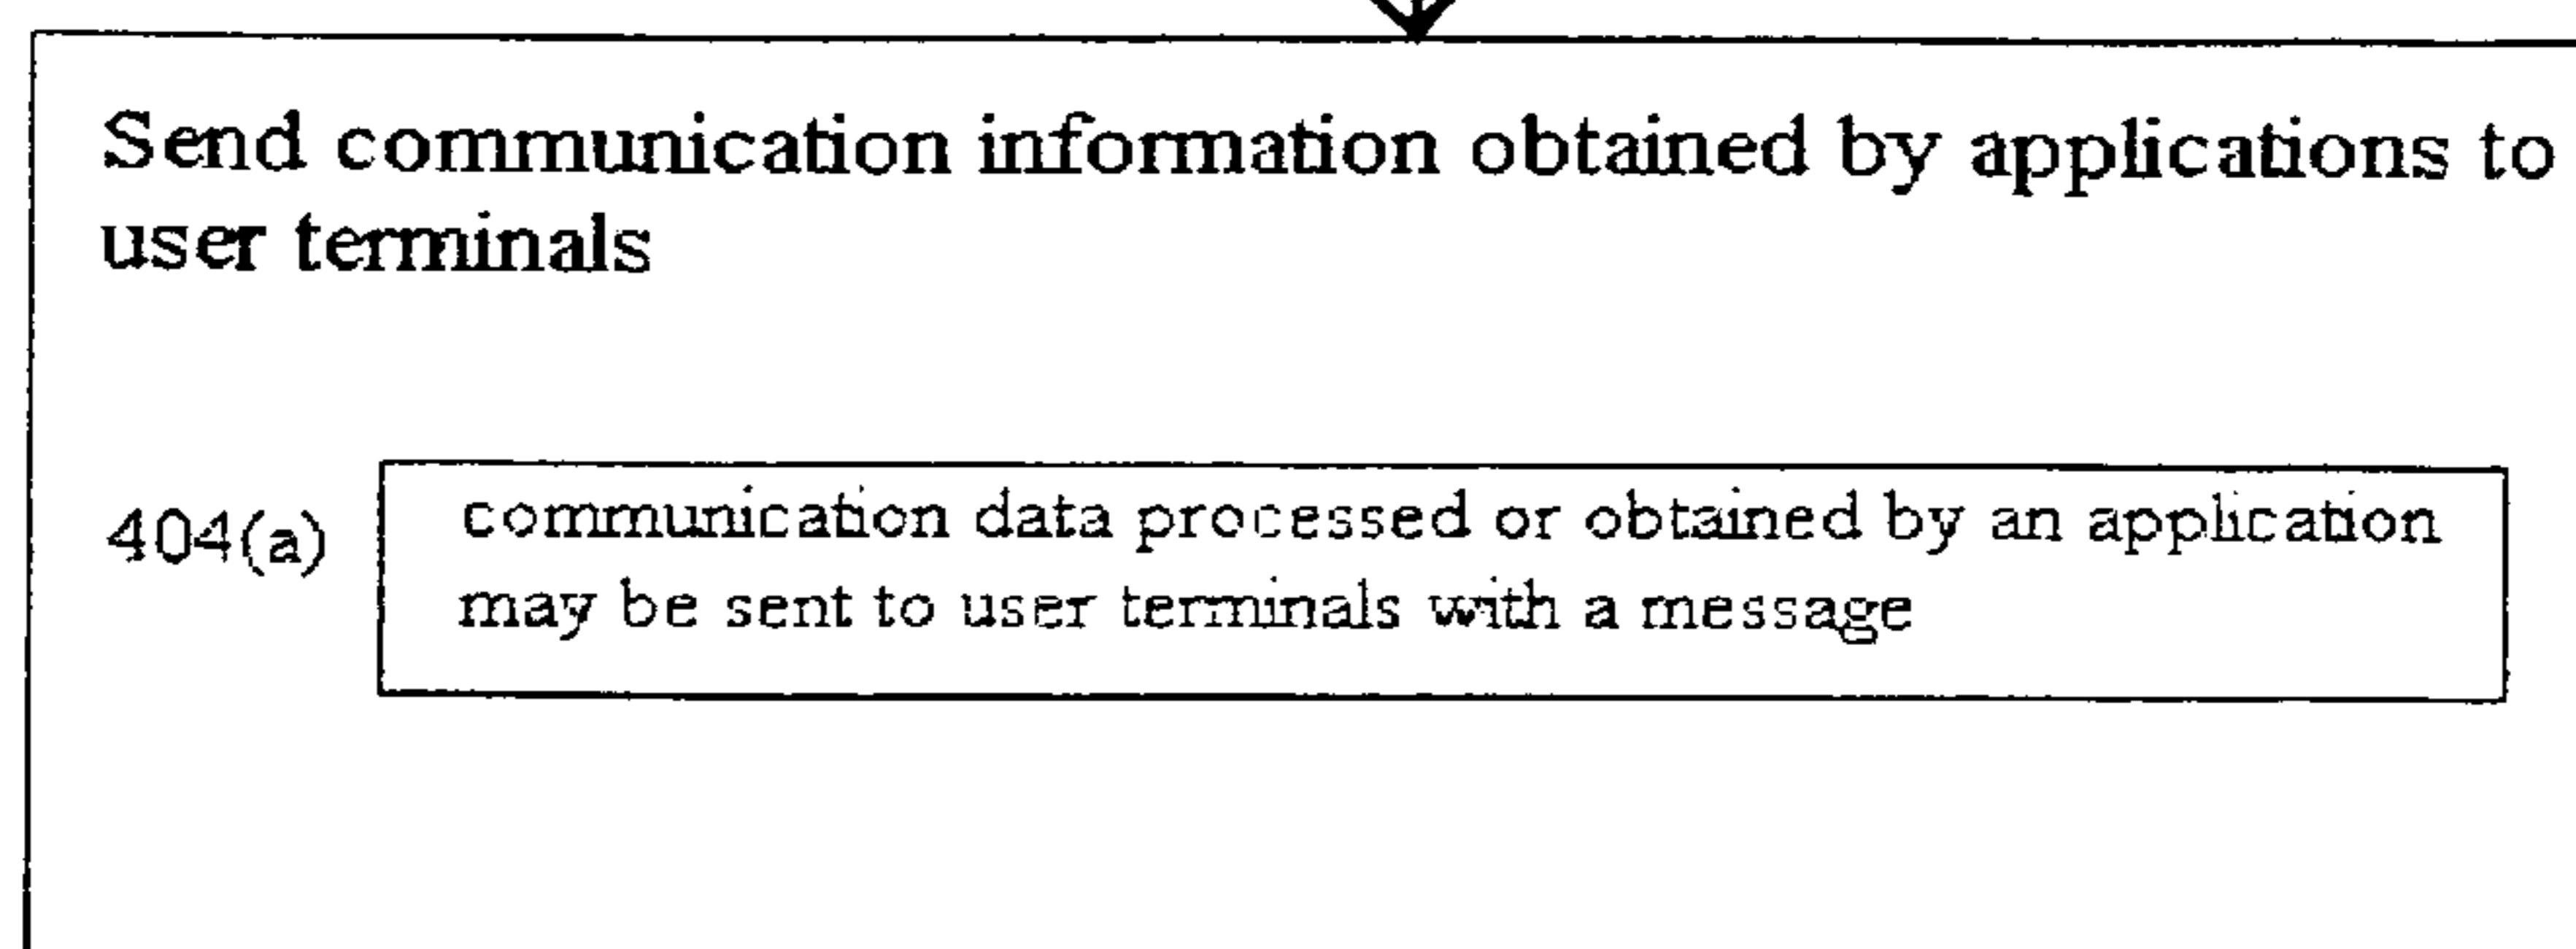 Send communication information obtained by applications to
user terminals
404(a)
communication data processed or obtained by an application
may be sent to user terminals with a message